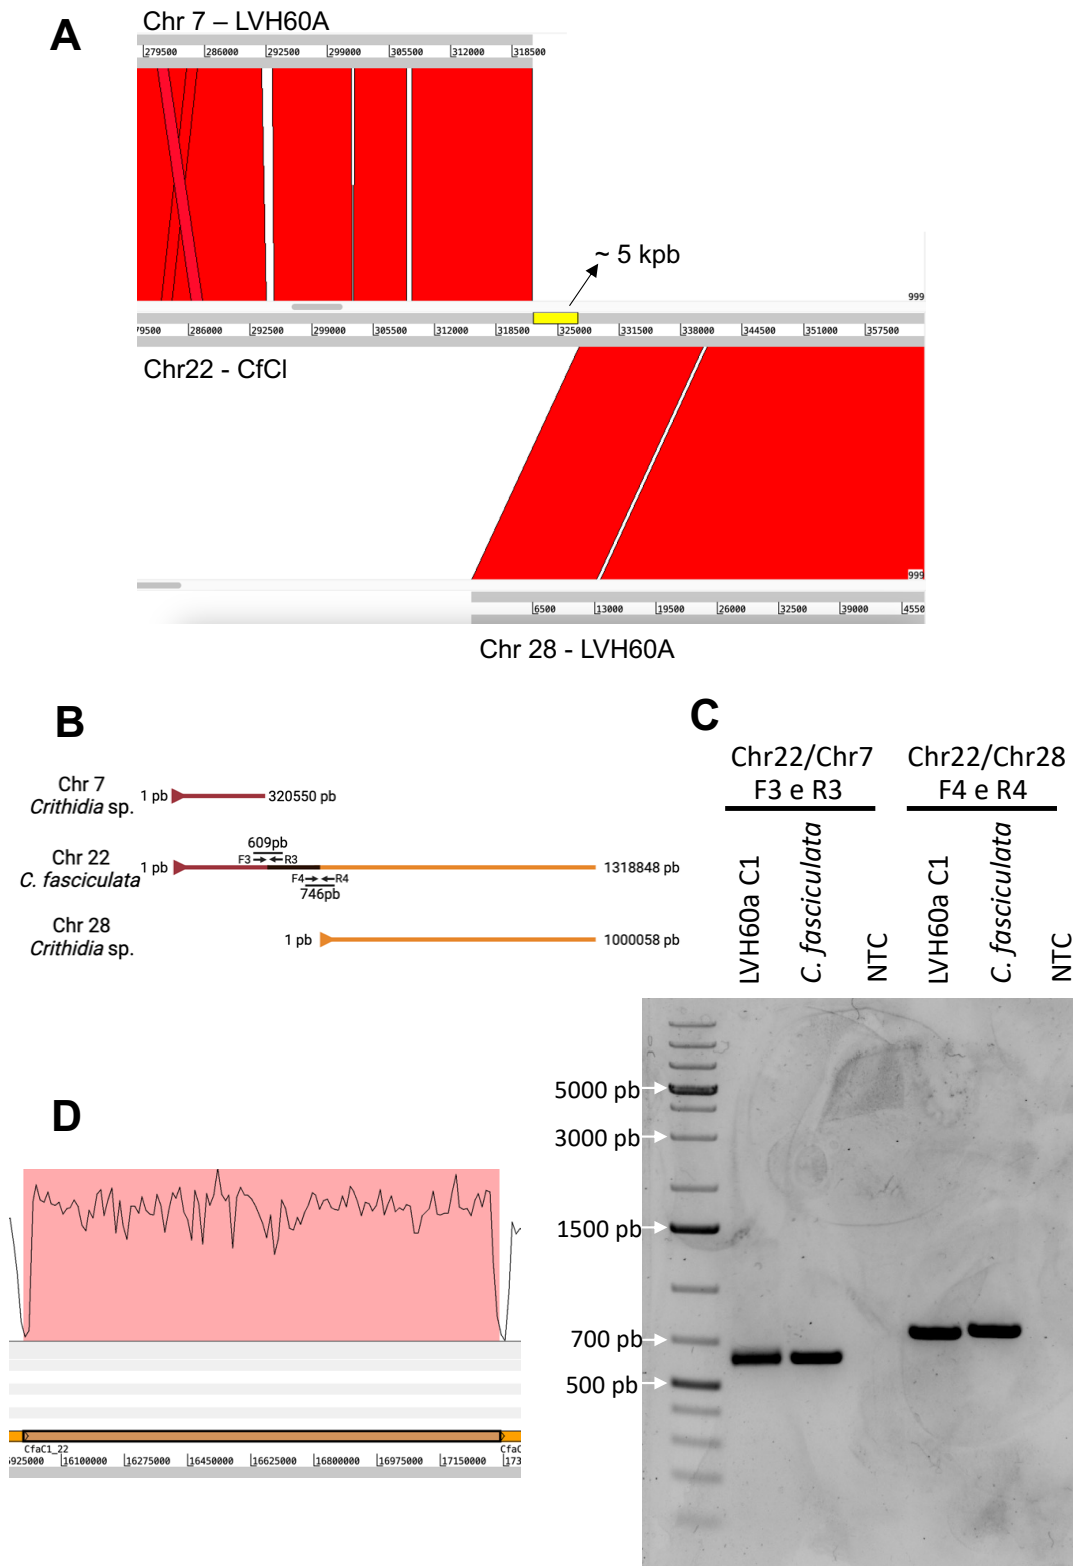 A
Chr 7 – LVH60A
279500 286000 292500 299000 305500 312000 318500
~ 5 kpb
999
79500 286000 292500 299000 305500 312000 318500 325000 331500 338000 344500 351000 357500
Chr22 - CfCl
999
6500 13000 19500 26000 32500 39000 4550
Chr 28 - LVH60A
B
Chr 7
Crithidia sp.
1 pb
320550 pb
609pb
F3 R3
Chr 22
C. fasciculata
1 pb
1318848 pb
F4 R4
746pb
Chr 28
Crithidia sp.
1 pb
1000058 pb
C
Chr22/Chr7 Chr22/Chr28
F3 e R3 F4 e R4
LVH60a C1
C. fasciculata
NTC
LVH60a C1
C. fasciculata
NTC
5000 pb
3000 pb
1500 pb
700 pb
500 pb
D
CfaC1_22 CfaC
5925000 16100000 16275000 16450000 16625000 16800000 16975000 17150000 173